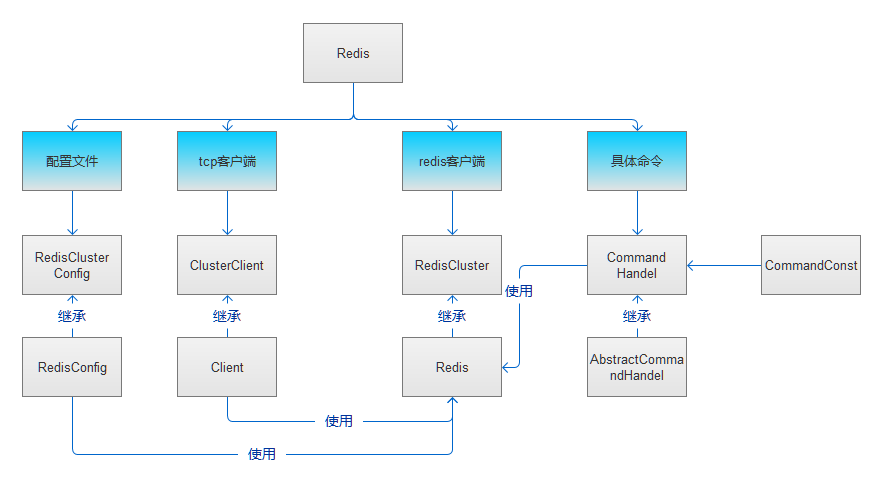 Redis
配置文件
tcp客户端
redis客户端
具体命令
RedisCluster
Config
ClusterClient
RedisCluster
Command
Handel
CommandConst
使用
继承
继承
继承
继承
RedisConfig
Client
Redis
AbstractComma
ndHandel
使用
使用